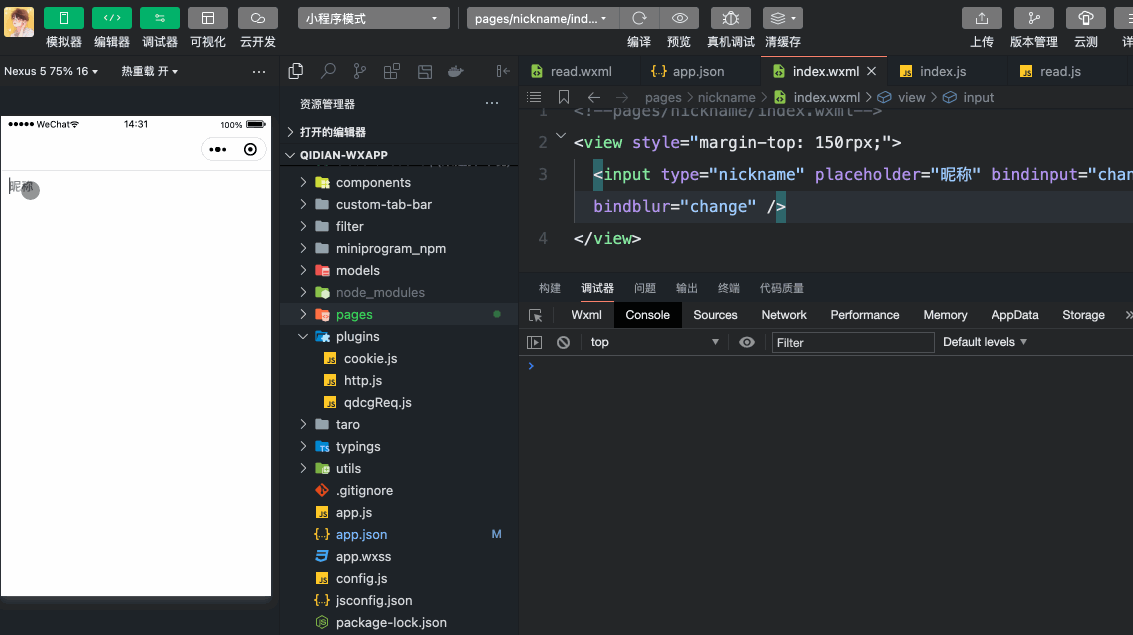 小程序模式
pages/nickname/ind...
模拟器 编辑器 调试器 可视化 云开发
编译 预览 真机调试 清缓存
上传 版本管理 云测
Nexus 5 75% 16
热重载 开
WeChat
14:31
100%
昵称
资源管理器
打开的编辑器
QIDIAN-WXAPP
components
custom-tab-bar
filter
miniprogram_npm
models
node_modules
pages
plugins
cookie.js
http.js
qdcgReq.js
taro
typings
utils
.gitignore
app.js
app.json M
app.wxss
config.js
jsconfig.json
package-lock.json
read.wxml
app.json
index.wxml
index.js
read.js
pages > nickname > index.wxml > view > input
1 <!--pages/nickname/index.wxml-->
2 <view style="margin-top: 150rpx;">
3 <input type="nickname" placeholder="昵称" bindinput="chan
bindblur="change" />
4 </view>
构建 调试器 问题 输出 终端 代码质量
Wxml Console Sources Network Performance Memory AppData Storage
top Filter Default levels